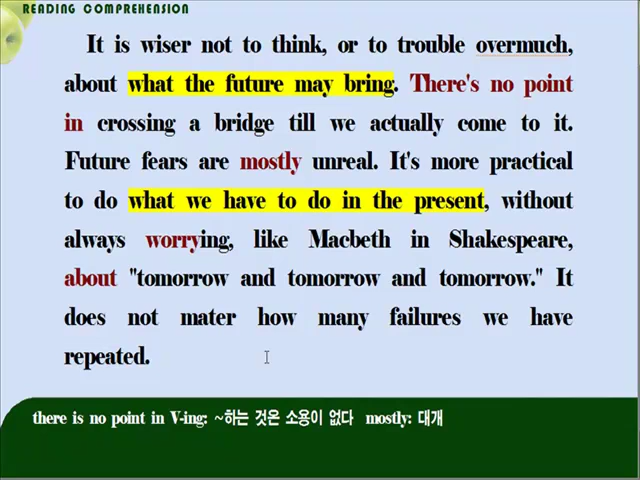 READING COMPREHENSION
It is wiser not to think, or to trouble overmuch,
about what the future may bring. There's no point
in crossing a bridge till we actually come to it.
Future fears are mostly unreal. It's more practical
to do what we have to do in the present, without
always worrying, like Macbeth in Shakespeare,
about "tomorrow and tomorrow and tomorrow." It
does not mater how many failures we have
repeated.
there is no point in V-ing: ~하는 것은 소용이 없다 mostly: 대개